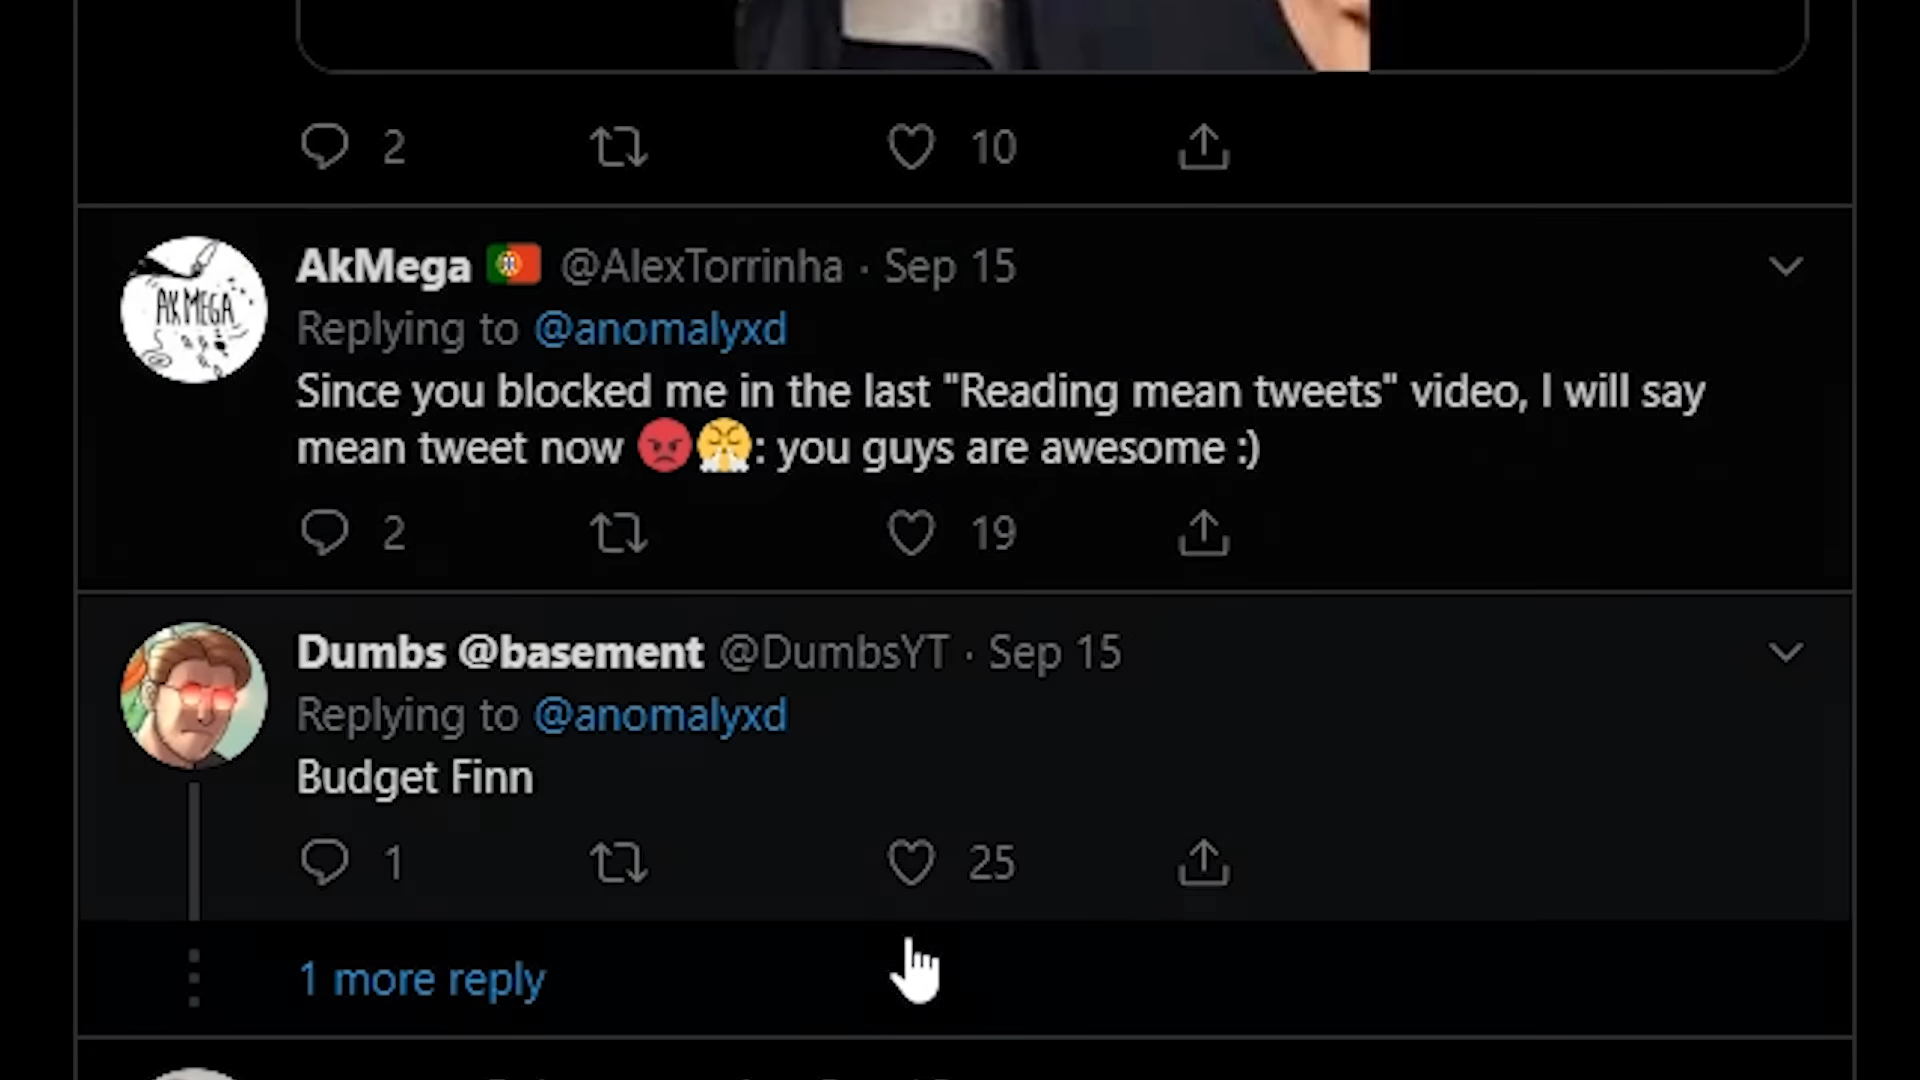 2 10
AkMega @AlexTorrinha · Sep 15
AK MEGA
Replying to @anomalyxd
Since you blocked me in the last "Reading mean tweets" video, I will say
mean tweet now 😡😤: you guys are awesome :)
2 19
Dumbs @basement @DumbsYT · Sep 15
Replying to @anomalyxd
Budget Finn
1 25
1 more reply